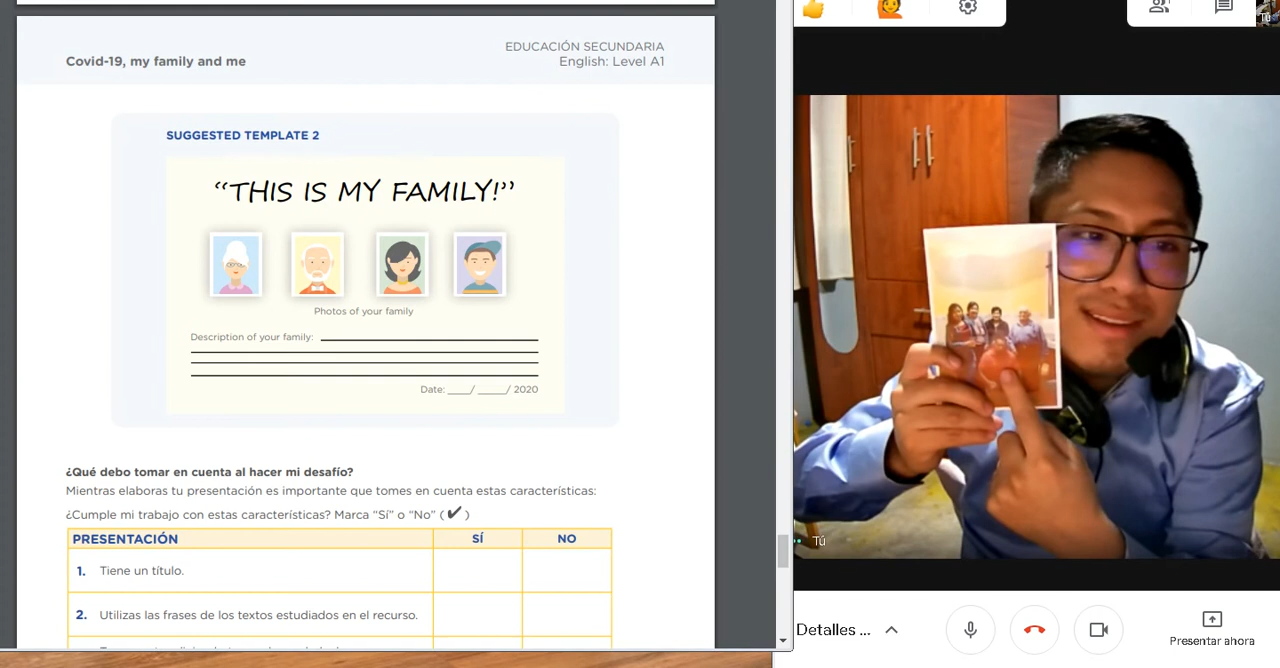 Covid-19, my family and me
EDUCACIÓN SECUNDARIA
English: Level A1
SUGGESTED TEMPLATE 2
“THIS IS MY FAMILY!”
Photos of your family
Description of your family:
Date: ____/ _____/ 2020
¿Qué debo tomar en cuenta al hacer mi desafío?
Mientras elaboras tu presentación es importante que tomes en cuenta estas características:
¿Cumple mi trabajo con estas características? Marca “Sí” o “No” ( ✔ )
PRESENTACIÓN SÍ NO
1. Tiene un título.
2. Utilizas las frases de los textos estudiados en el recurso.
Tú
Tú
Detalles ...
Presentar ahora